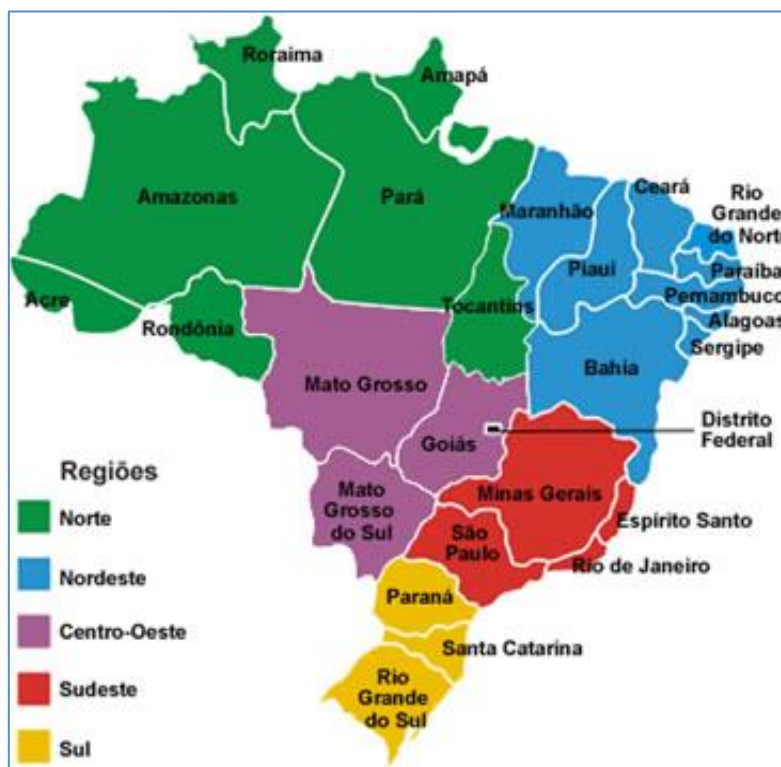 Roraima
Amapá
Amazonas
Pará
Maranhão
Ceará
Rio
Grande
do Norte
Piauí
Paraíba
Pernambuco
Acre
Rondônia
Tocantins
Alagoas
Sergipe
Bahia
Mato Grosso
Goiás
Distrito
Federal
Mato
Grosso
do Sul
Minas Gerais
Espírito Santo
São
Paulo
Rio de Janeiro
Paraná
Santa Catarina
Rio
Grande
do Sul
Regiões
Norte
Nordeste
Centro-Oeste
Sudeste
Sul